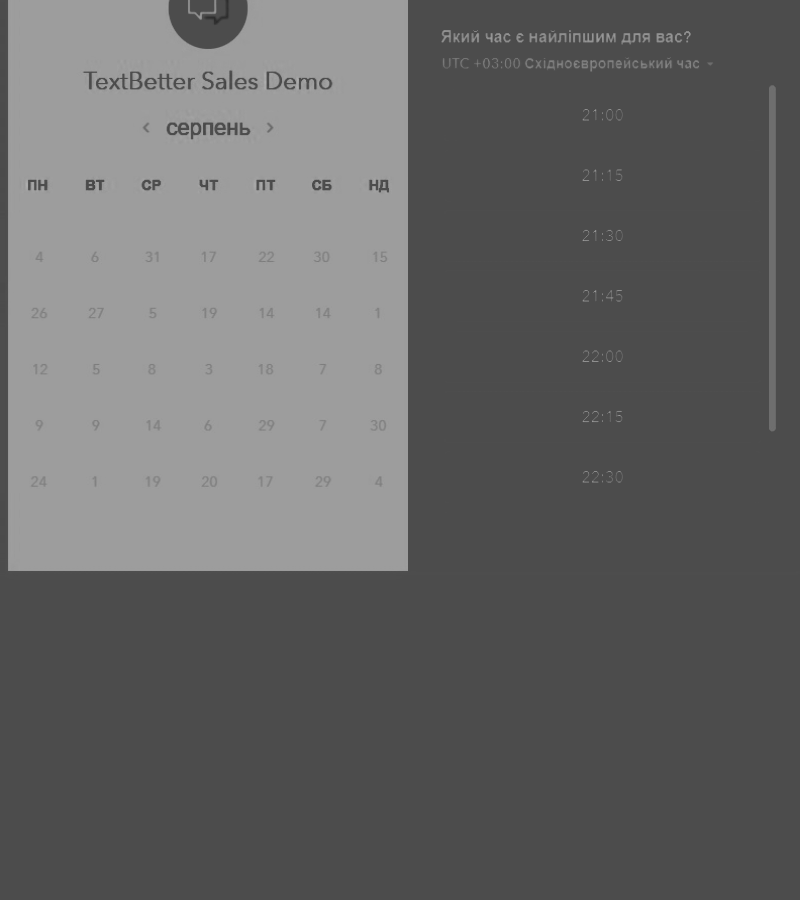 TextBetter Sales Demo
серпень
ПН ВТ СР ЧТ ПТ СБ НД
4 6 31 17 22 30 15
26 27 5 19 14 14 1
12 5 8 3 18 7 8
9 9 14 6 29 7 30
24 1 19 20 17 29 4
Який час є найліпшим для вас?
UTC +03:00 Східноєвропейський час
21:00
21:15
21:30
21:45
22:00
22:15
22:30